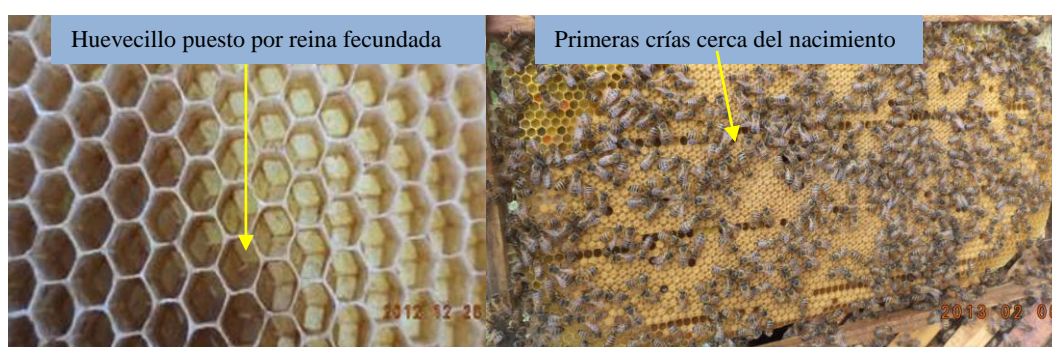 Huevecillo puesto por reina fecundada
Primeras crías cerca del nacimiento
2012 12 26
2013 02 0